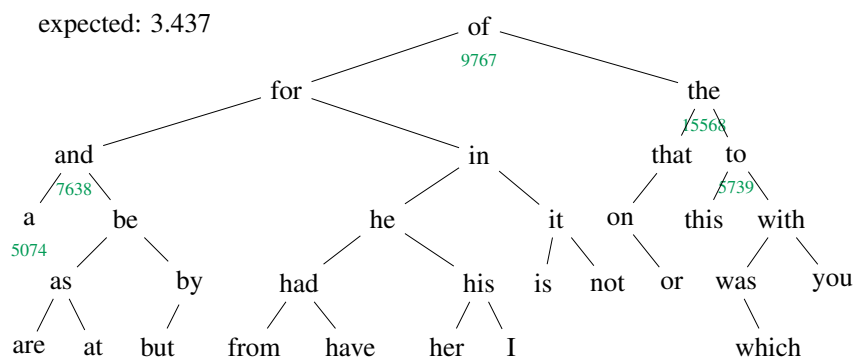 expected: 3.437
of
9767
for
the
15568
and
in
that
to
7638
5739
a
be
he
it
on
this
with
5074
as
by
had
his
is
not
or
was
you
are
at
but
from
have
her
I
which